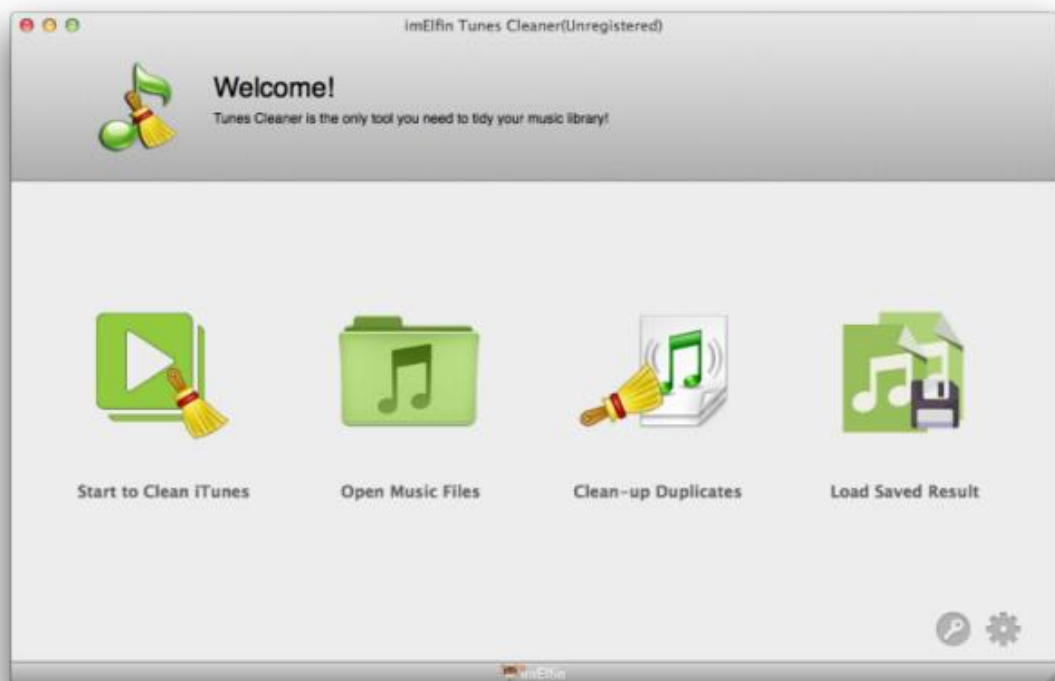 imElfin Tunes Cleaner(Unregistered)
Welcome!
Tunes Cleaner is the only tool you need to tidy your music library!
Start to Clean iTunes
Open Music Files
Clean-up Duplicates
Load Saved Result
imElfin